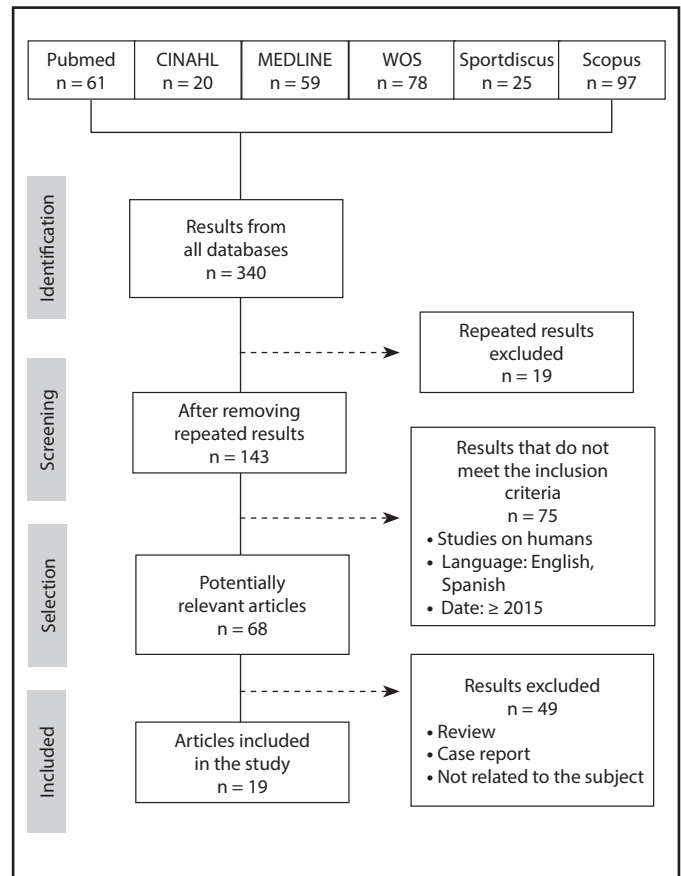 Pubmed
n = 61
CINAHL
n = 20
MEDLINE
n = 59
WOS
n = 78
Sportdiscus
n = 25
Scopus
n = 97
Identification
Results from
all databases
n = 340
Repeated results
excluded
n = 19
Screening
After removing
repeated results
n = 143
Results that do not
meet the inclusion
criteria
n = 75
• Studies on humans
• Language: English,
Spanish
• Date: ≥ 2015
Selection
Potentially
relevant articles
n = 68
Results excluded
n = 49
• Review
• Case report
• Not related to the subject
Included
Articles included
in the study
n = 19